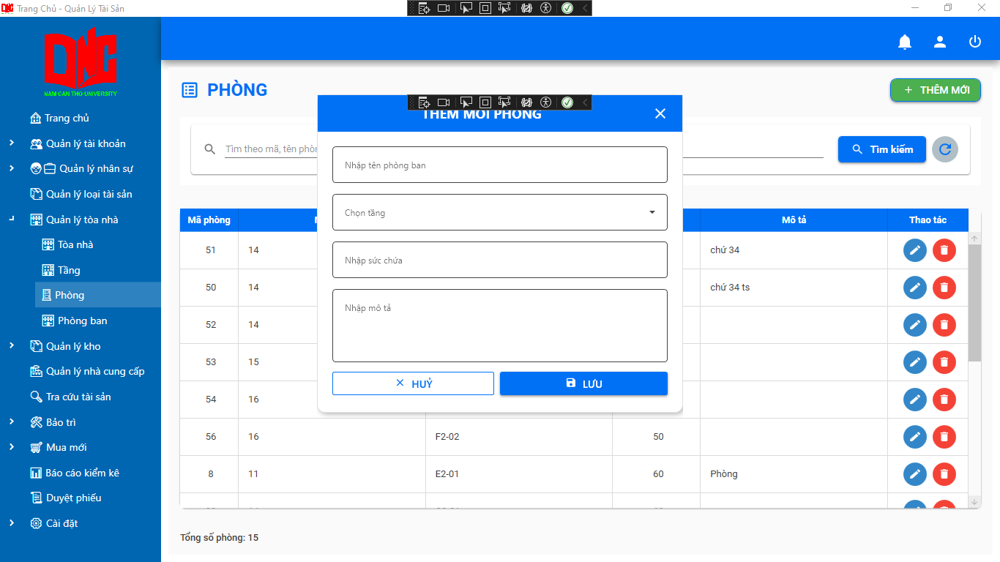 Trang Chủ - Quản Lý Tài Sản
DNC
NAM CAN THO UNIVERSITY
Trang chủ
Quản lý tài khoản
Quản lý nhân sự
Quản lý loại tài sản
Quản lý tòa nhà
Tòa nhà
Tầng
Phòng
Phòng ban
Quản lý kho
Quản lý nhà cung cấp
Tra cứu tài sản
Bảo trì
Mua mới
Báo cáo kiểm kê
Duyệt phiếu
Cài đặt
PHÒNG
THÊM MỚI
Tìm theo mã, tên phòn
Tìm kiếm
THÊM MỚI PHÒNG
Nhập tên phòng ban
Chọn tầng
Nhập sức chứa
Nhập mô tả
HUỶ
LƯU
Mã phòng Mô tả Thao tác
51 14 chứ 34
50 14 chứ 34 ts
52 14
53 15
54 16
56 16 F2-02 50
8 11 E2-01 60 Phòng
Tổng số phòng: 15